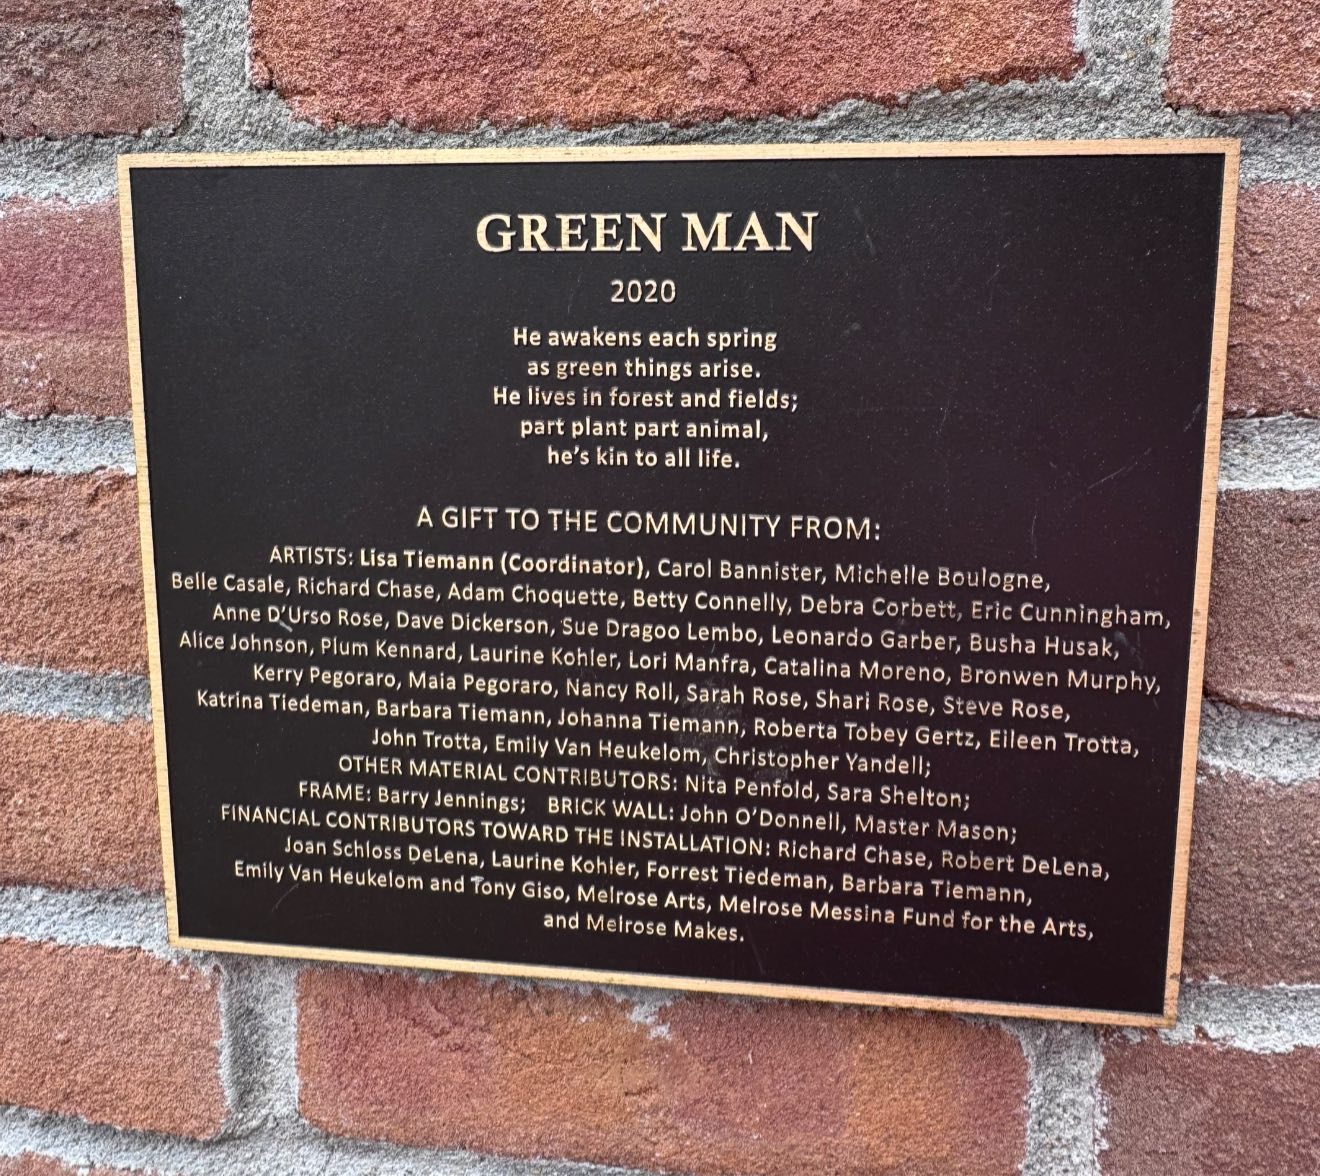 GREEN MAN
2020
He awakens each spring
as green things arise.
He lives in forest and fields;
part plant part animal,
he's kin to all life.
A GIFT TO THE COMMUNITY FROM:
ARTISTS: Lisa Tiemann (Coordinator), Carol Bannister, Michelle Boulogne,
Belle Casale, Richard Chase, Adam Choquette, Betty Connelly, Debra Corbett, Eric Cunningham,
Anne D'Urso Rose, Dave Dickerson, Sue Dragoo Lembo, Leonardo Garber, Busha Husak,
Alice Johnson, Plum Kennard, Laurine Kohler, Lori Manfra, Catalina Moreno, Bronwen Murphy,
Kerry Pegoraro, Maia Pegoraro, Nancy Roll, Sarah Rose, Shari Rose, Steve Rose,
Katrina Tiedeman, Barbara Tiemann, Johanna Tiemann, Roberta Tobey Gertz, Eileen Trotta,
John Trotta, Emily Van Heukelom, Christopher Yandell;
OTHER MATERIAL CONTRIBUTORS: Nita Penfold, Sara Shelton;
FRAME: Barry Jennings; BRICK WALL: John O'Donnell, Master Mason;
FINANCIAL CONTRIBUTORS TOWARD THE INSTALLATION: Richard Chase, Robert DeLena,
Joan Schloss DeLena, Laurine Kohler, Forrest Tiedeman, Barbara Tiemann,
Emily Van Heukelom and Tony Giso, Melrose Arts, Melrose Messina Fund for the Arts,
and Melrose Makes.